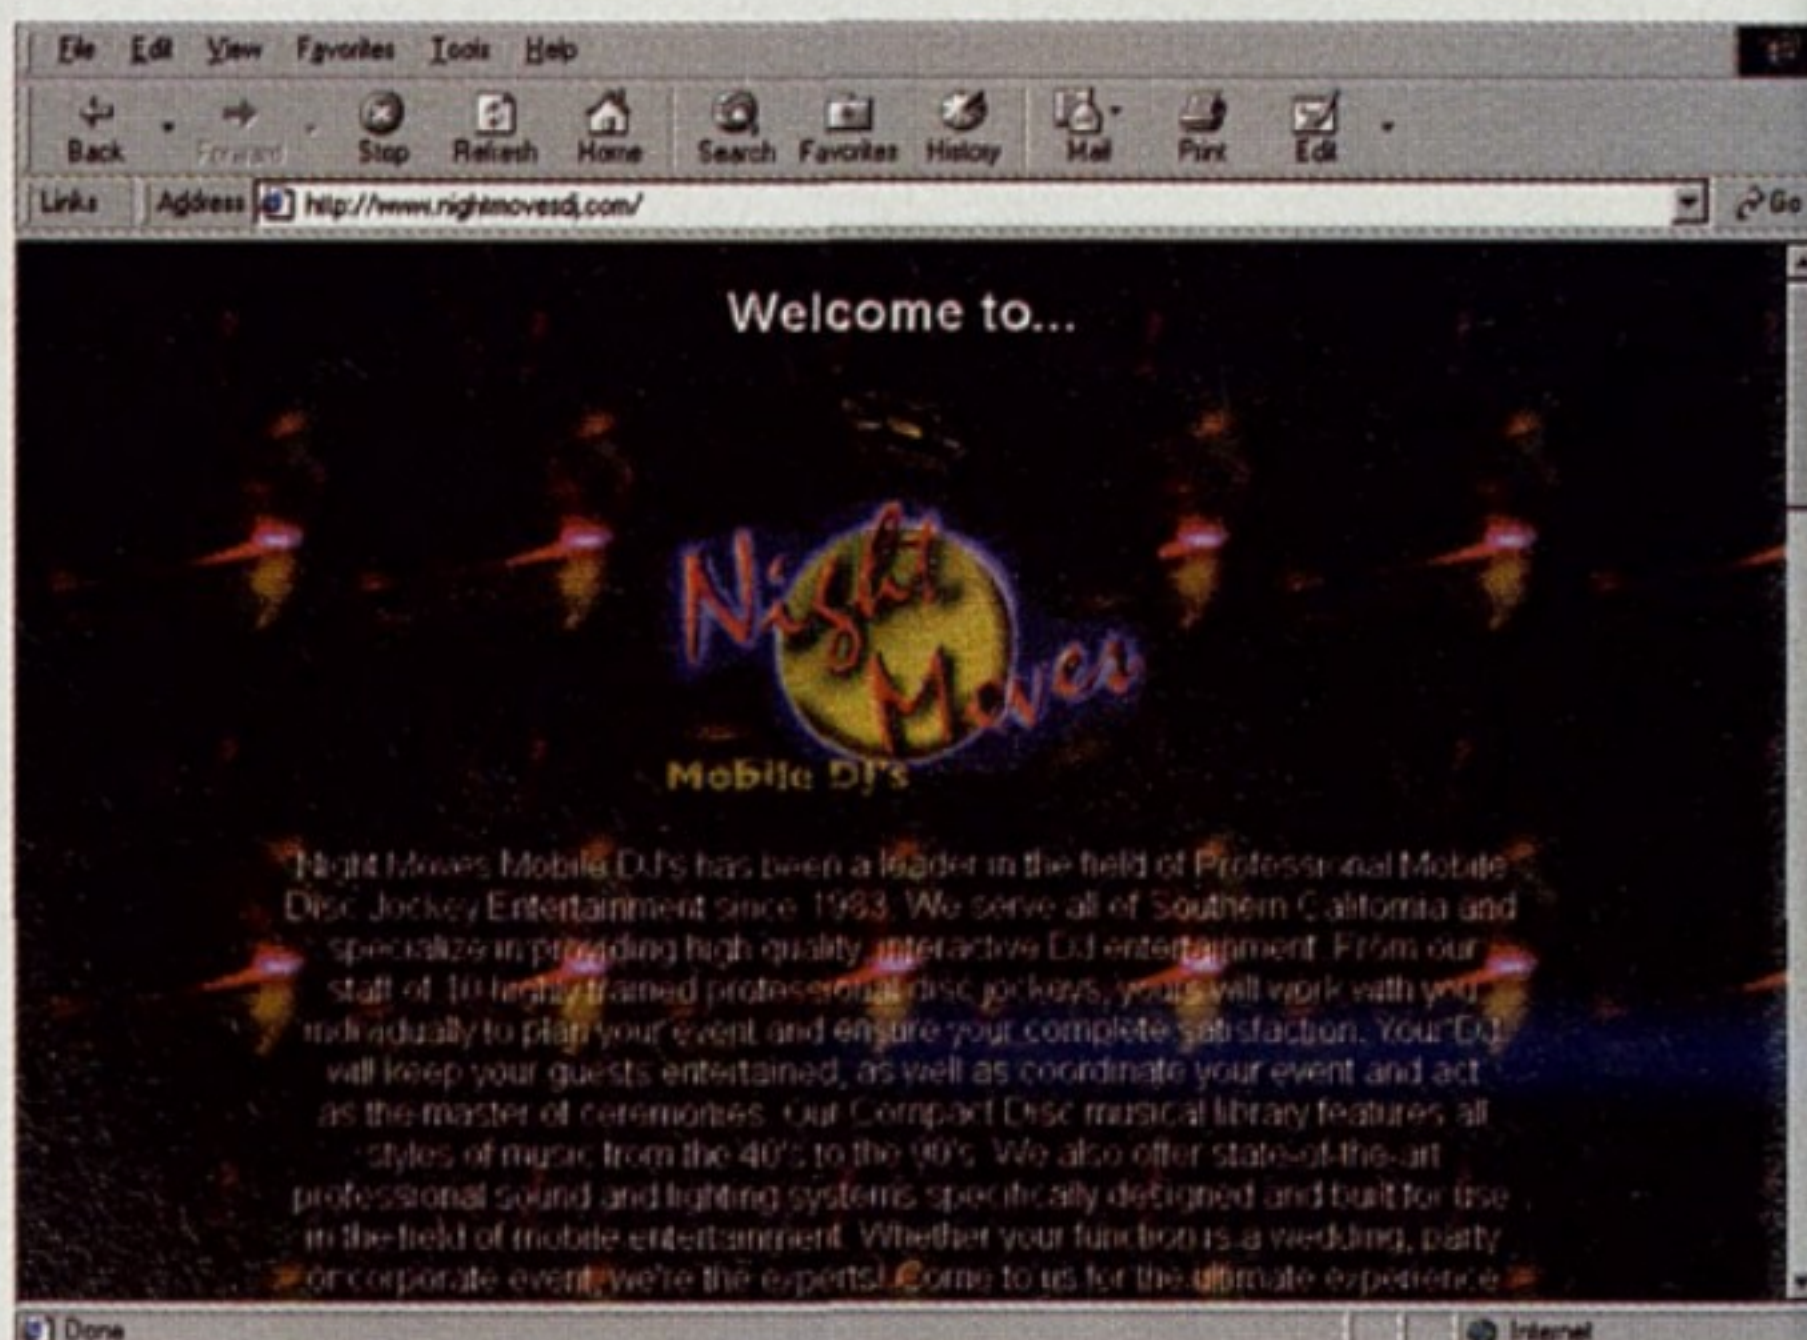 File Edit View Favorites Tools Help
Back Forward Stop Refresh Home Search Favorites History Mail Print Edit
Links Address http://www.nightmovesdj.com/ Go
Welcome to...
Night
Moves
Mobile DJ's
Night Moves Mobile DJ's has been a leader in the field of Professional Mobile
Disc Jockey Entertainment since 1983. We serve all of Southern California and
specialize in providing high quality, interactive DJ entertainment. From our
staff of 10 highly trained professional disc jockeys, yours will work with you
individually to plan your event and ensure your complete satisfaction. Your DJ
will keep your guests entertained, as well as coordinate your event and act
as the master of ceremonies. Our Compact Disc musical library features all
styles of music from the 40's to the 90's. We also offer state-of-the-art
professional sound and lighting systems specifically designed and built for use
in the field of mobile entertainment. Whether your function is a wedding, party
or corporate event, we're the experts! Come to us for the ultimate experience
Done Internet